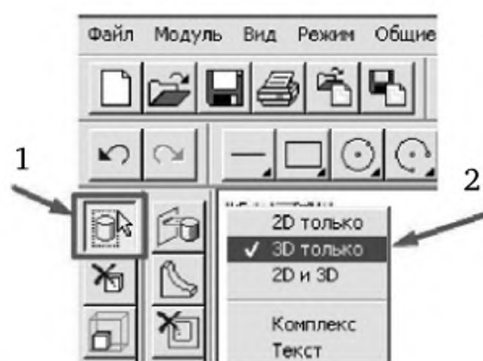 Файл Модуль Вид Режим Общие
1
2
2D только
✓ 3D только
2D и 3D
Комплекс
Текст